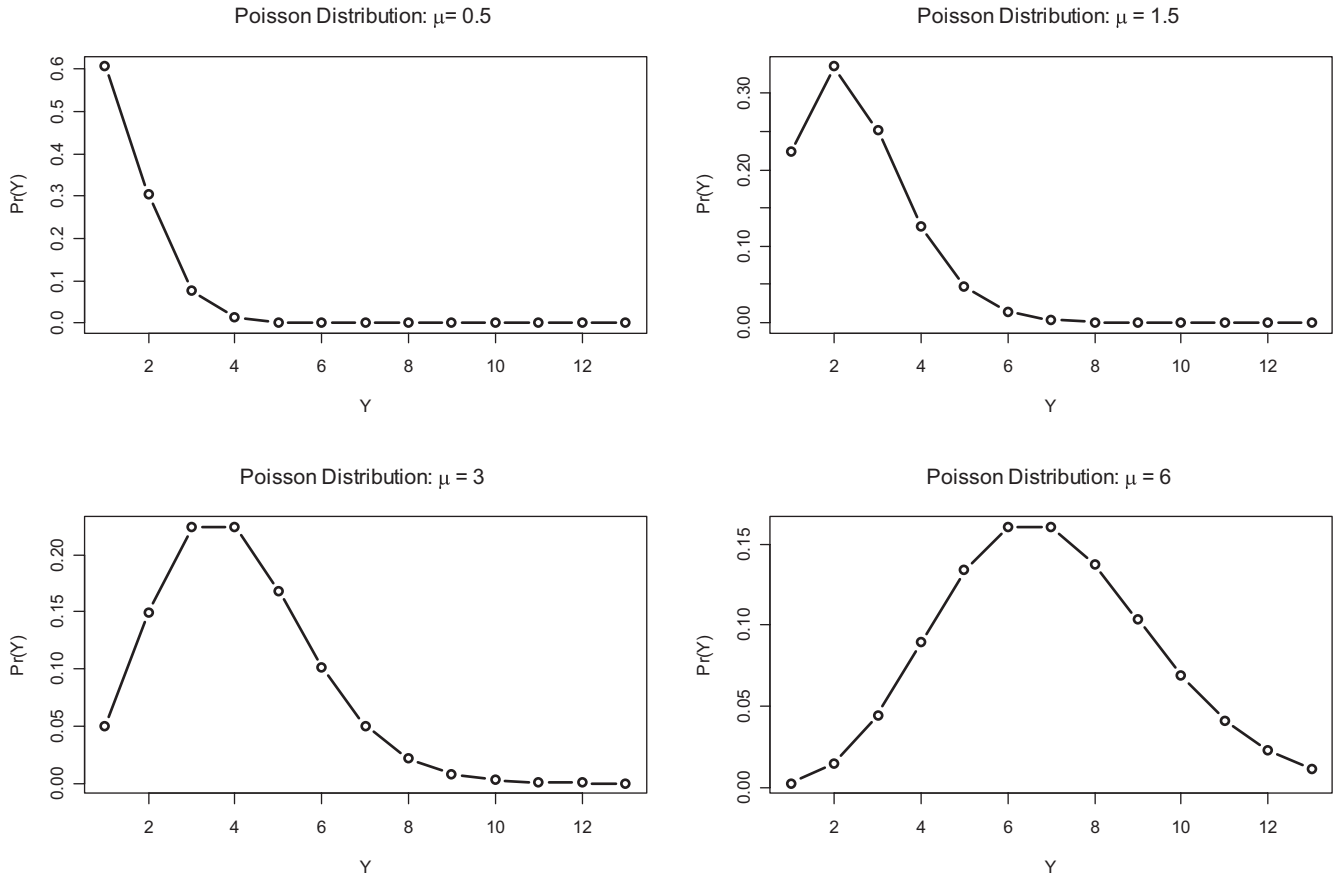 Poisson Distribution: μ= 0.5
Pr(Y)
0.6
0.5
0.4
0.3
0.2
0.1
0.0
2 4 6 8 10 12
Y
Poisson Distribution: μ = 1.5
Pr(Y)
0.30
0.20
0.10
0.00
2 4 6 8 10 12
Y
Poisson Distribution: μ = 3
Pr(Y)
0.20
0.15
0.10
0.05
0.00
2 4 6 8 10 12
Y
Poisson Distribution: μ = 6
Pr(Y)
0.15
0.10
0.05
0.00
2 4 6 8 10 12
Y